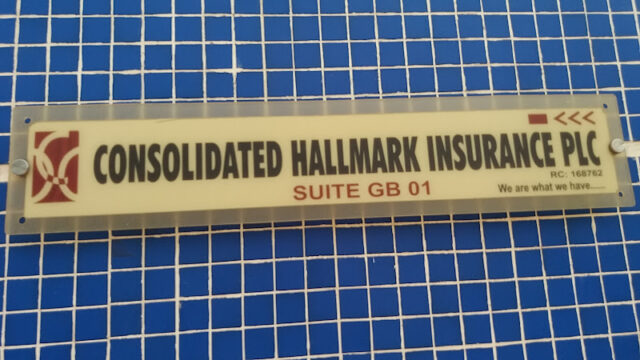 CONSOLIDATED HALLMARK INSURANCE PLC
RC: 168762
SUITE GB 01
We are what we have......